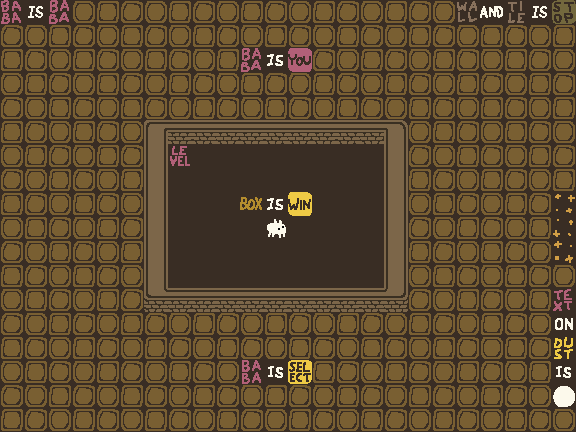 BABA IS BABA
WALL AND TILE IS STOP
BABA IS YOU
LEVEL
BOX IS WIN
TEXT
ON
DUST
IS
BABA IS SELECT